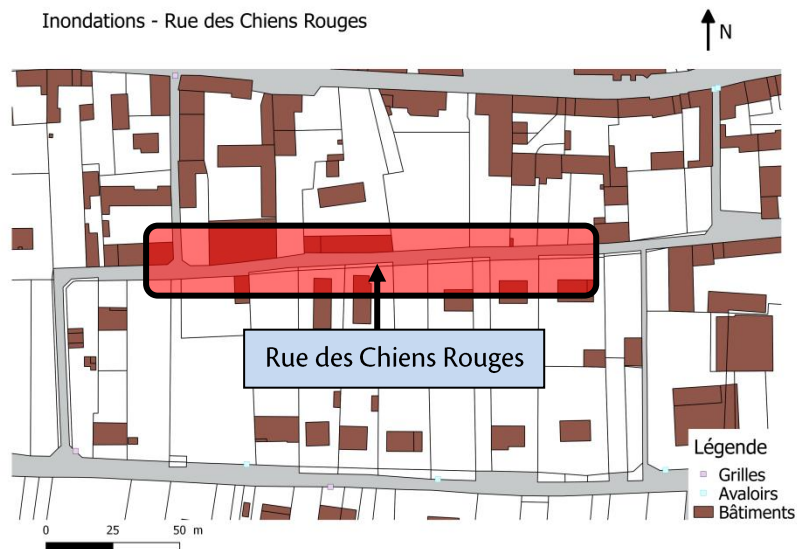 Inondations - Rue des Chiens Rouges
N
Rue des Chiens Rouges
Légende
Grilles
Avaloirs
Bâtiments
0 25 50 m